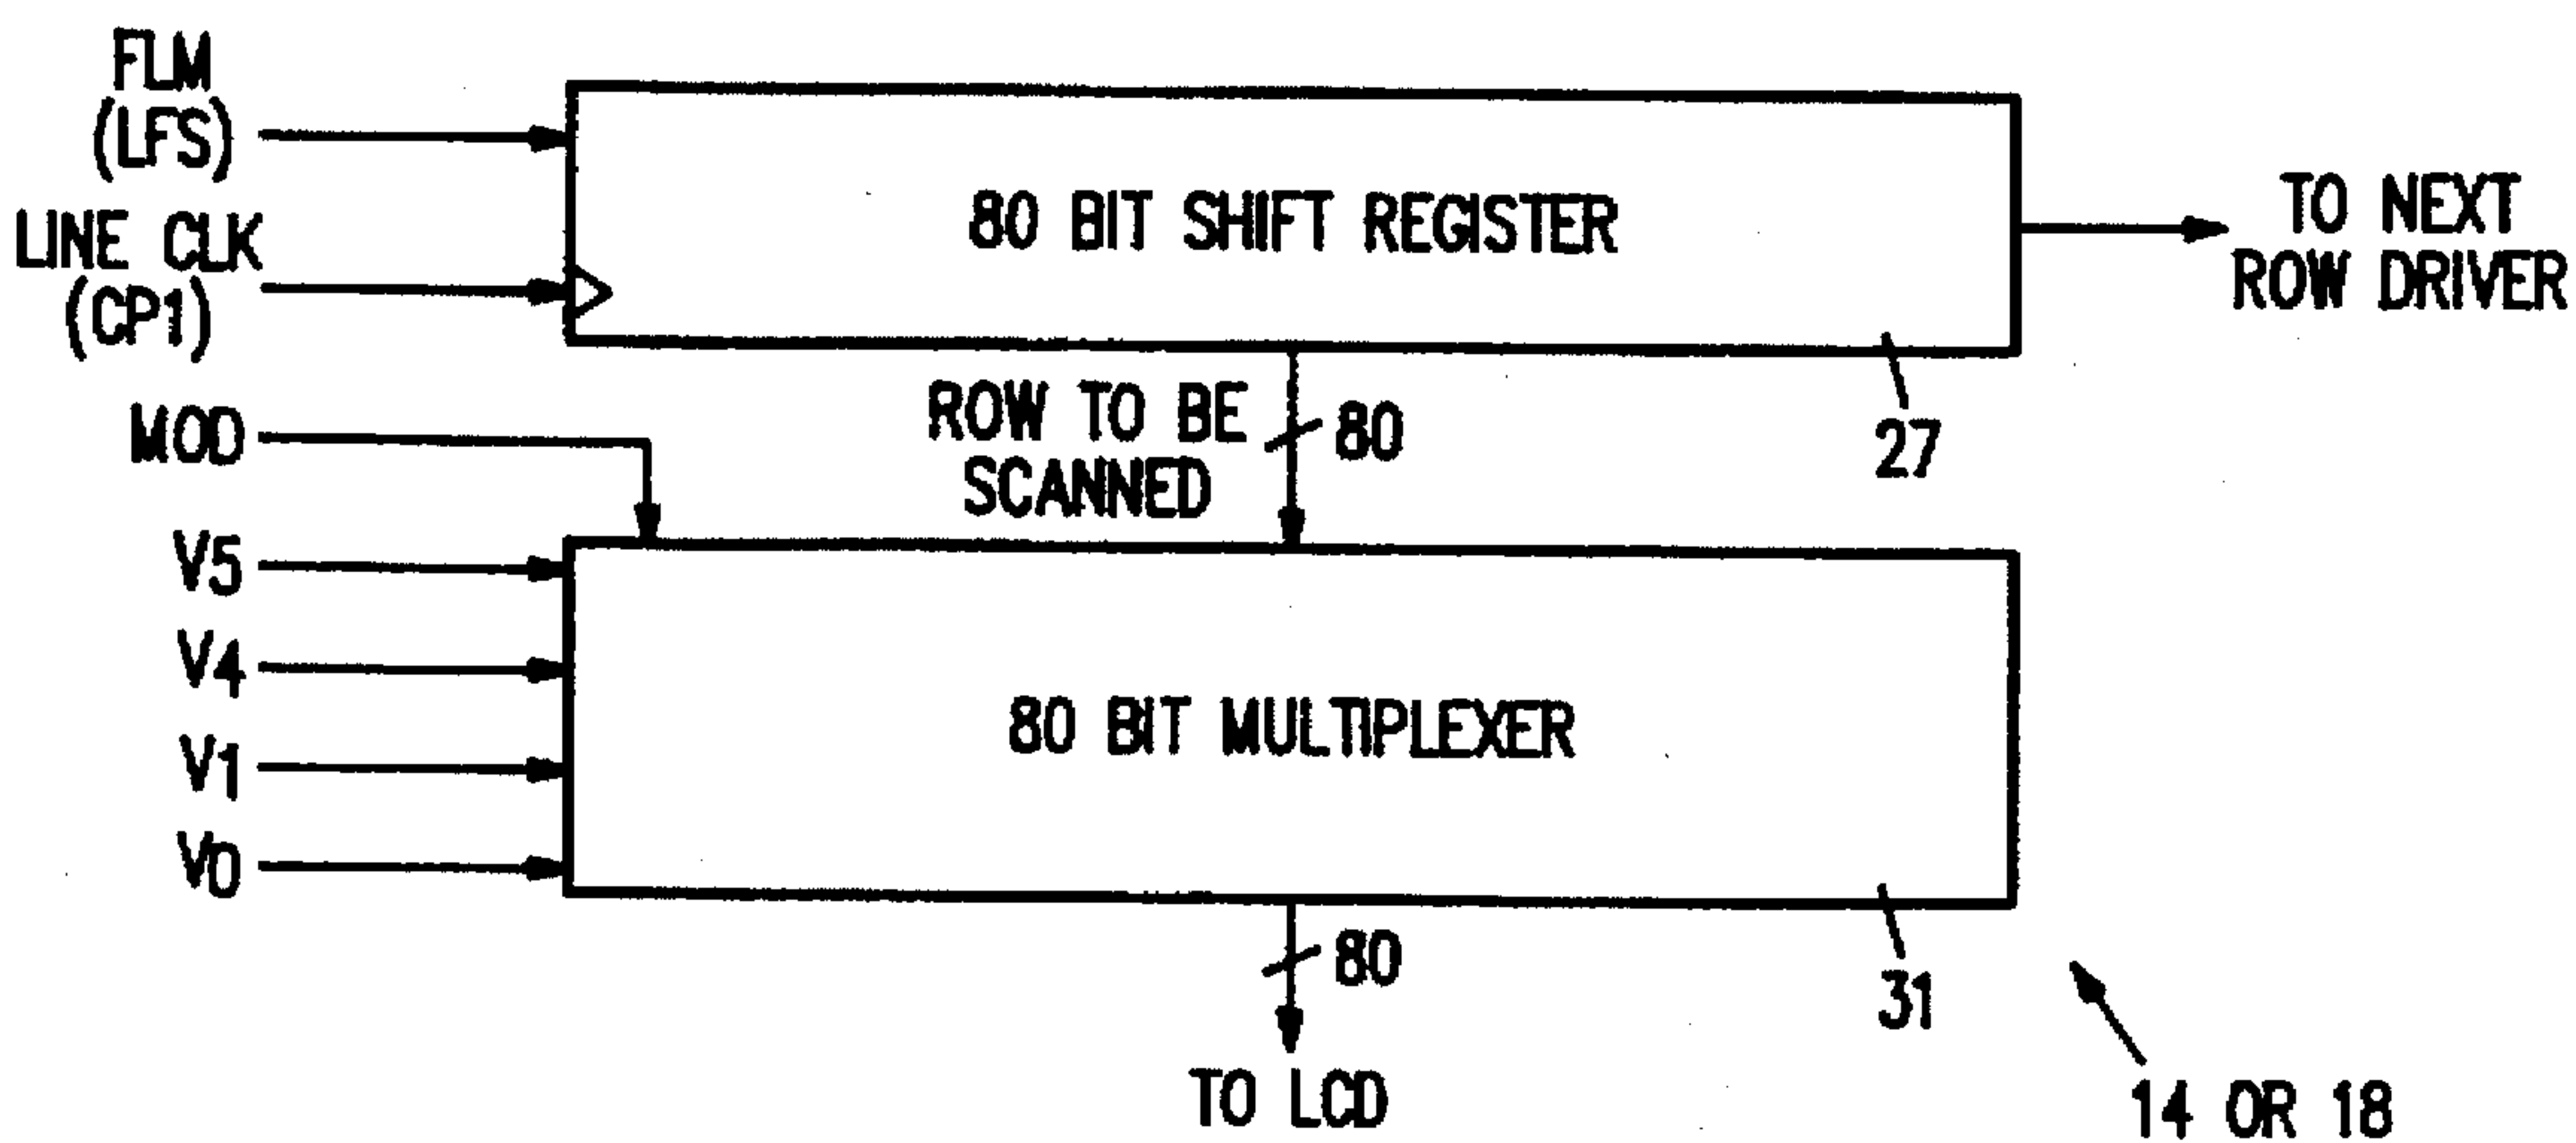 FLM
(LFS)
LINE CLK
(CP1)
80 BIT SHIFT REGISTER
TO NEXT
ROW DRIVER
27
ROW TO BE
SCANNED
80
MOD
V5
V4
V1
V0
80 BIT MULTIPLEXER
31
80
TO LCD
14 OR 18